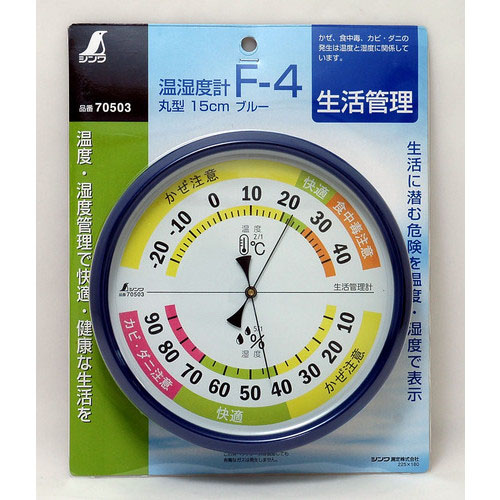 シンワ
品番 70503
かぜ、食中毒、カビ・ダニの
発生は温度と湿度に関係して
います。
温湿度計 F-4
丸型 15cm ブルー
生活管理
温度・湿度管理で快適・健康な生活を
生活に潜む危険を温度・湿度で表示
かぜ注意
快適
食中毒注意
-20 -10 0 10 20 30 40
温度
2/1
℃
シンワ
品番 70503
生活管理計
%
湿度
90 80 70 60 50 40 30 20 10
カビ・ダニ注意
快適
かぜ注意
シンワ測定株式会社
225×160